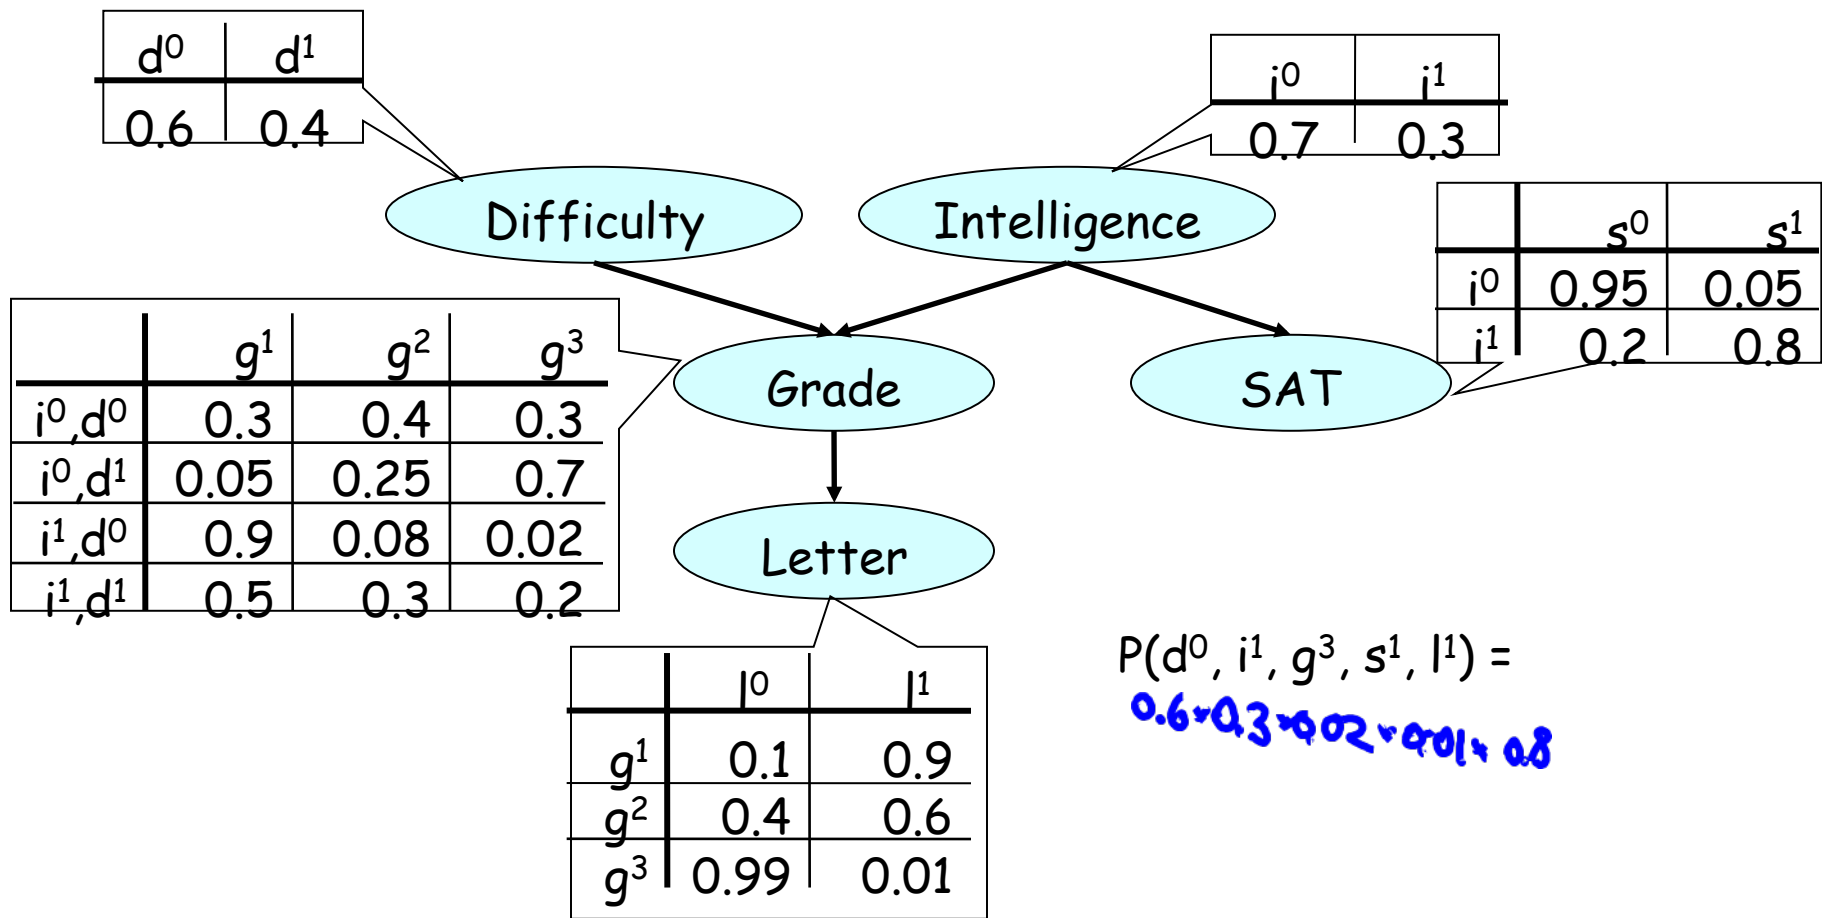 d⁰ d¹
0.6 0.4
i⁰ i¹
0.7 0.3
Difficulty
Intelligence
s⁰ s¹
i⁰ 0.95 0.05
i¹ 0.2 0.8
g¹ g² g³
i⁰,d⁰ 0.3 0.4 0.3
i⁰,d¹ 0.05 0.25 0.7
i¹,d⁰ 0.9 0.08 0.02
i¹,d¹ 0.5 0.3 0.2
Grade
SAT
Letter
l⁰ l¹
g¹ 0.1 0.9
g² 0.4 0.6
g³ 0.99 0.01
P(d⁰, i¹, g³, s¹, l¹) =
0.6×0.3×0.02×0.01×0.8